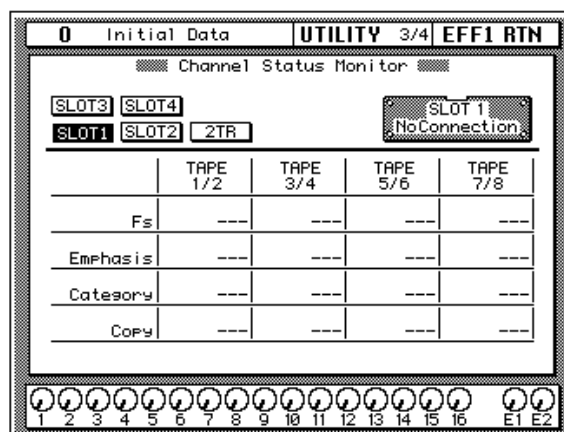 0 Initial Data UTILITY 3/4 EFF1 RTN
Channel Status Monitor
SLOT3 SLOT4
SLOT1 SLOT2 2TR
SLOT 1
NoConnection
TAPE 1/2 TAPE 3/4 TAPE 5/6 TAPE 7/8
Fs --- --- --- ---
Emphasis --- --- --- ---
Category --- --- --- ---
Copy --- --- --- ---
1 2 3 4 5 6 7 8 9 10 11 12 13 14 15 16 E1 E2